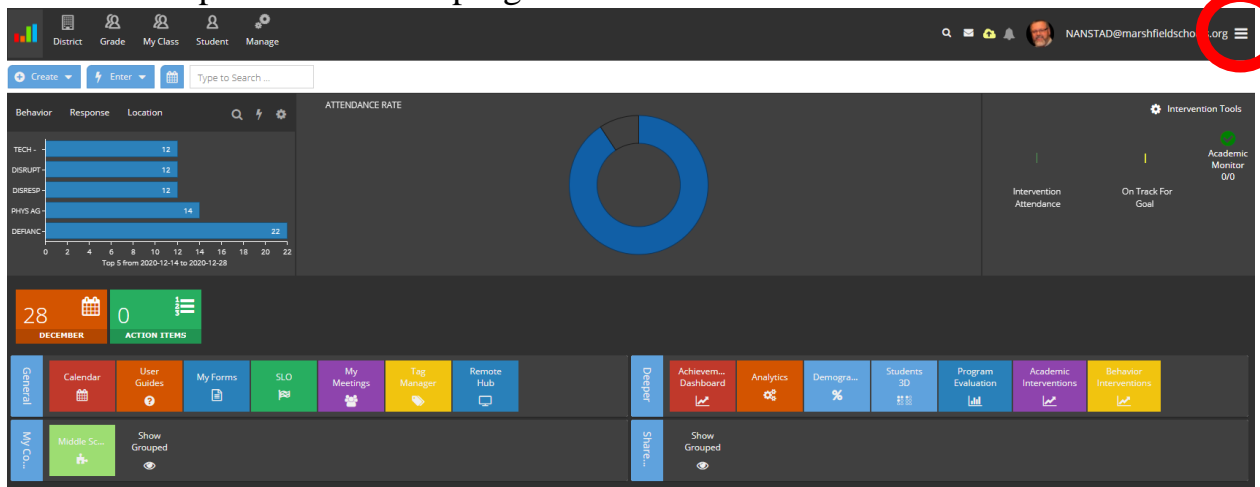 District Grade My Class Student Manage
NANSTAD@marshfieldschools.org
Create Enter Type to Search ...
Behavior Response Location
TECH -
12
DISRUPT-
12
DISRESP
12
PHYS AG
14
DEFIANC
22
0 2 4 6 8 10 12 14 16 18 20 22
Top 5 from 2020-12-14 to 2020-12-28
ATTENDANCE RATE
Intervention Tools
Intervention
Attendance
On Track For
Goal
Academic
Monitor
0/0
28
DECEMBER
0
ACTION ITEMS
General
Calendar
User
Guides
My Forms
SLO
My
Meetings
Tag
Manager
Remote
Hub
Deeper
Achievem...
Dashboard
Analytics
Demogra...
Students
3D
Program
Evaluation
Academic
Interventions
Behavior
Interventions
My Co...
Middle Sc...
Show
Grouped
Share...
Show
Grouped